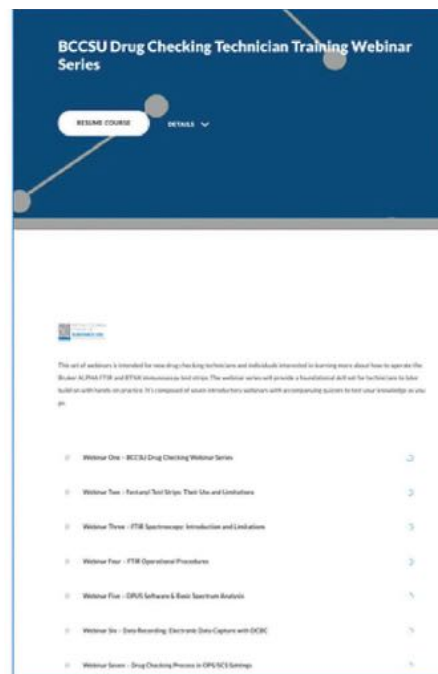 BCCSU Drug Checking Technician Training Webinar
Series
RESUME COURSE
DETAILS
This set of webinars is intended for new drug checking technicians and individuals interested in learning more about how to operate the
Bruker ALPHA FTIR and BTNX immunoassay test strips. The webinar series will provide a foundational skill set for technicians to later
build on with hands-on practice. It's composed of seven introductory webinars with accompanying quizzes to test your knowledge as you
go.
Webinar One – BCCSU Drug Checking Webinar Series
Webinar Two – Fentanyl Test Strips: Their Use and Limitations
Webinar Three – FTIR Spectroscopy: Introduction and Limitations
Webinar Four – FTIR Operational Procedures
Webinar Five – OPUS Software & Basic Spectrum Analysis
Webinar Six – Data Recording: Electronic Data Capture with DCBC
Webinar Seven – Drug Checking Process in OPS/SCS Settings